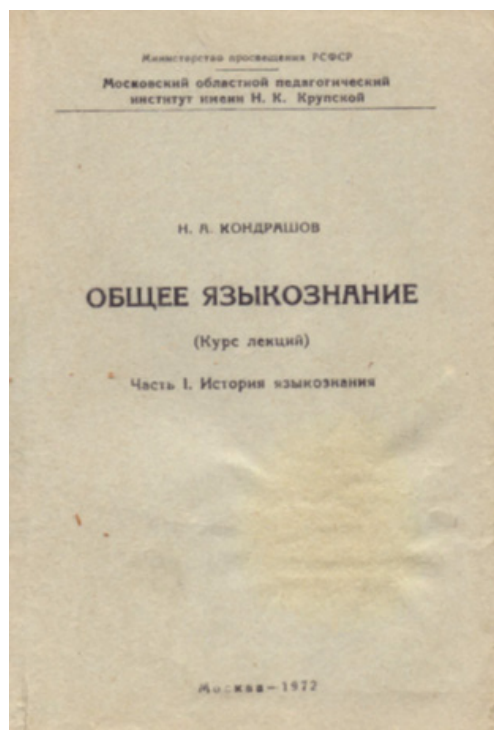 Министерство просвещения РСФСР
Московский областной педагогический
институт имени Н. К. Крупской
Н. А. КОНДРАШОВ
ОБЩЕЕ ЯЗЫКОЗНАНИЕ
(Курс лекций)
Часть I. История языкознания
Москва—1972